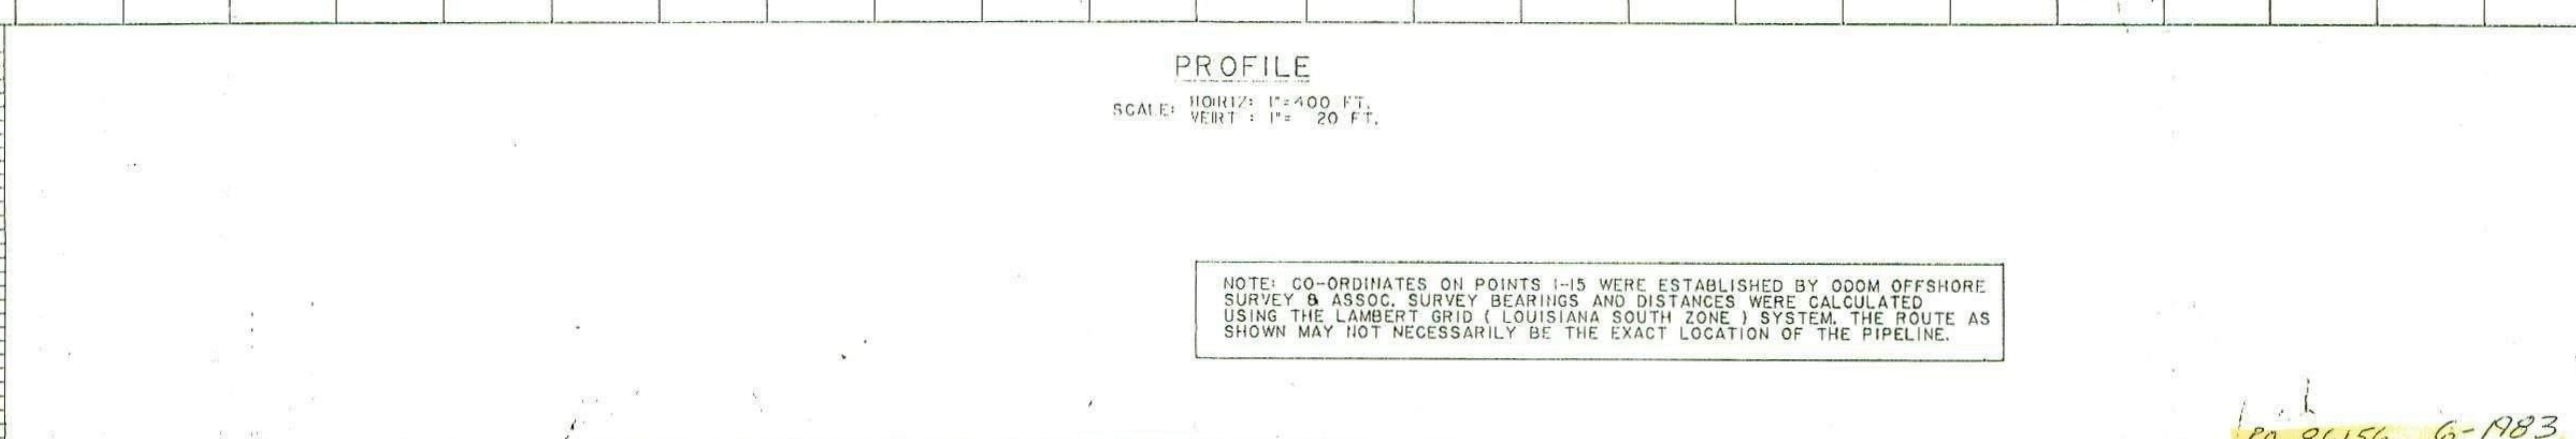 PROFILE
SCALE: HORIZ: 1"=400 FT.
VERT : 1"= 20 FT.
NOTE: CO-ORDINATES ON POINTS 1-15 WERE ESTABLISHED BY ODOM OFFSHORE
SURVEY & ASSOC. SURVEY BEARINGS AND DISTANCES WERE CALCULATED
USING THE LAMBERT GRID ( LOUISIANA SOUTH ZONE ) SYSTEM. THE ROUTE AS
SHOWN MAY NOT NECESSARILY BE THE EXACT LOCATION OF THE PIPELINE.
G-1983